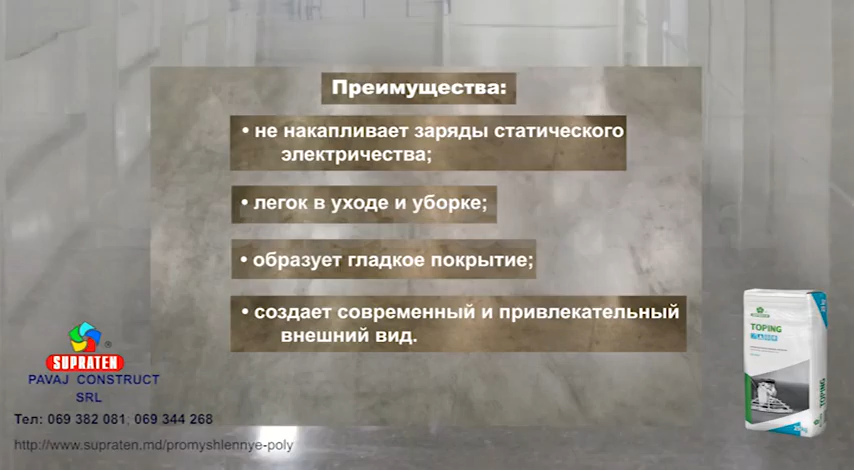 Преимущества:
• не накапливает заряды статического
электричества;
• легок в уходе и уборке;
• образует гладкое покрытие;
• создает современный и привлекательный
внешний вид.
SUPRATEN ®
PAVAJ CONSTRUCT
SRL
Тел: 069 382 081; 069 344 268
http://www.supraten.md/promyshlennye-poly
TOPING
TOPING